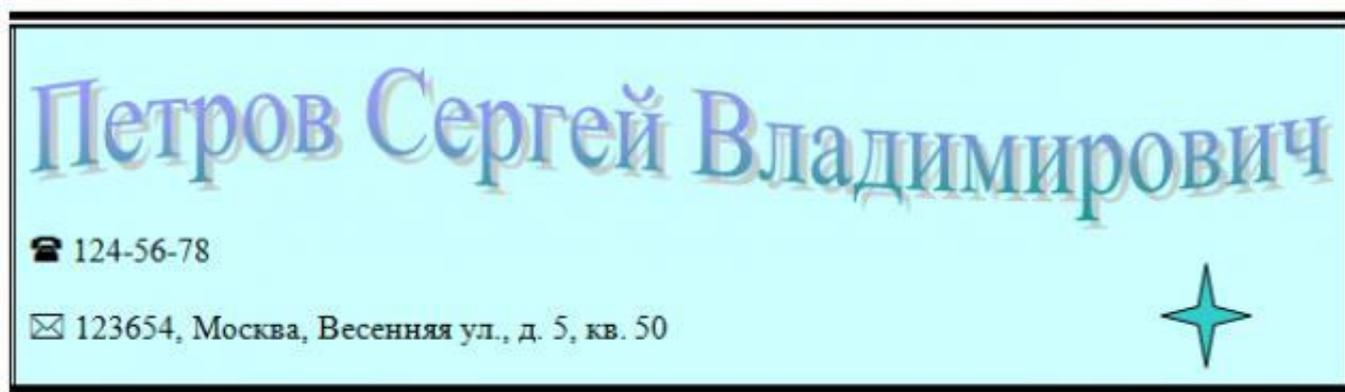 Петров Сергей Владимирович
☎ 124-56-78
✉ 123654, Москва, Весенняя ул., д. 5, кв. 50